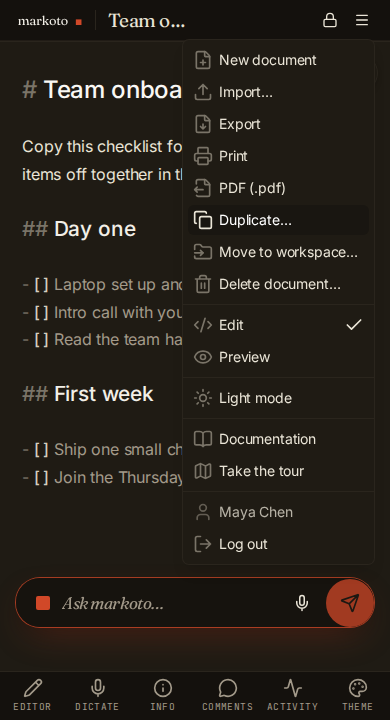 markoto
Team o...
# Team onboa
Copy this checklist fo
items off together in t
## Day one
- [ ] Laptop set up and
- [ ] Intro call with you
- [ ] Read the team ha
## First week
- [ ] Ship one small ch
- [ ] Join the Thursday
New document
Import...
Export
Print
PDF (.pdf)
Duplicate...
Move to workspace...
Delete document...
Edit
Preview
Light mode
Documentation
Take the tour
Maya Chen
Log out
Ask markoto...
EDITOR DICTATE INFO COMMENTS ACTIVITY THEME